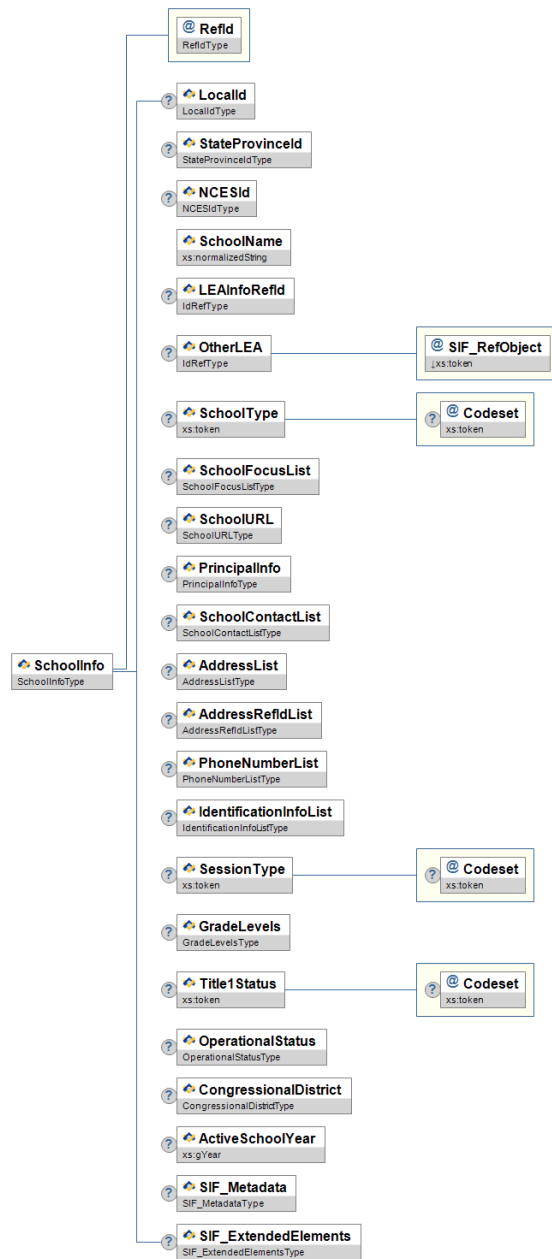 @ RefId
RefIdType
? LocalId
LocalIdType
? StateProvinceId
StateProvinceIdType
? NCESId
NCESIdType
SchoolName
xs:normalizedString
? LEAInfoRefId
IdRefType
? OtherLEA
IdRefType
@ SIF_RefObject
↓xs:token
? SchoolType
xs:token
? @ Codeset
xs:token
? SchoolFocusList
SchoolFocusListType
? SchoolURL
SchoolURLType
? PrincipalInfo
PrincipalInfoType
? SchoolContactList
SchoolContactListType
SchoolInfo
SchoolInfoType
? AddressList
AddressListType
? AddressRefIdList
AddressRefIdListType
? PhoneNumberList
PhoneNumberListType
? IdentificationInfoList
IdentificationInfoListType
? SessionType
xs:token
? @ Codeset
xs:token
? GradeLevels
GradeLevelsType
? Title1Status
xs:token
? @ Codeset
xs:token
? OperationalStatus
OperationalStatusType
? CongressionalDistrict
CongressionalDistrictType
? ActiveSchoolYear
xs:gYear
? SIF_Metadata
SIF_MetadataType
? SIF_ExtendedElements
SIF_ExtendedElementsType